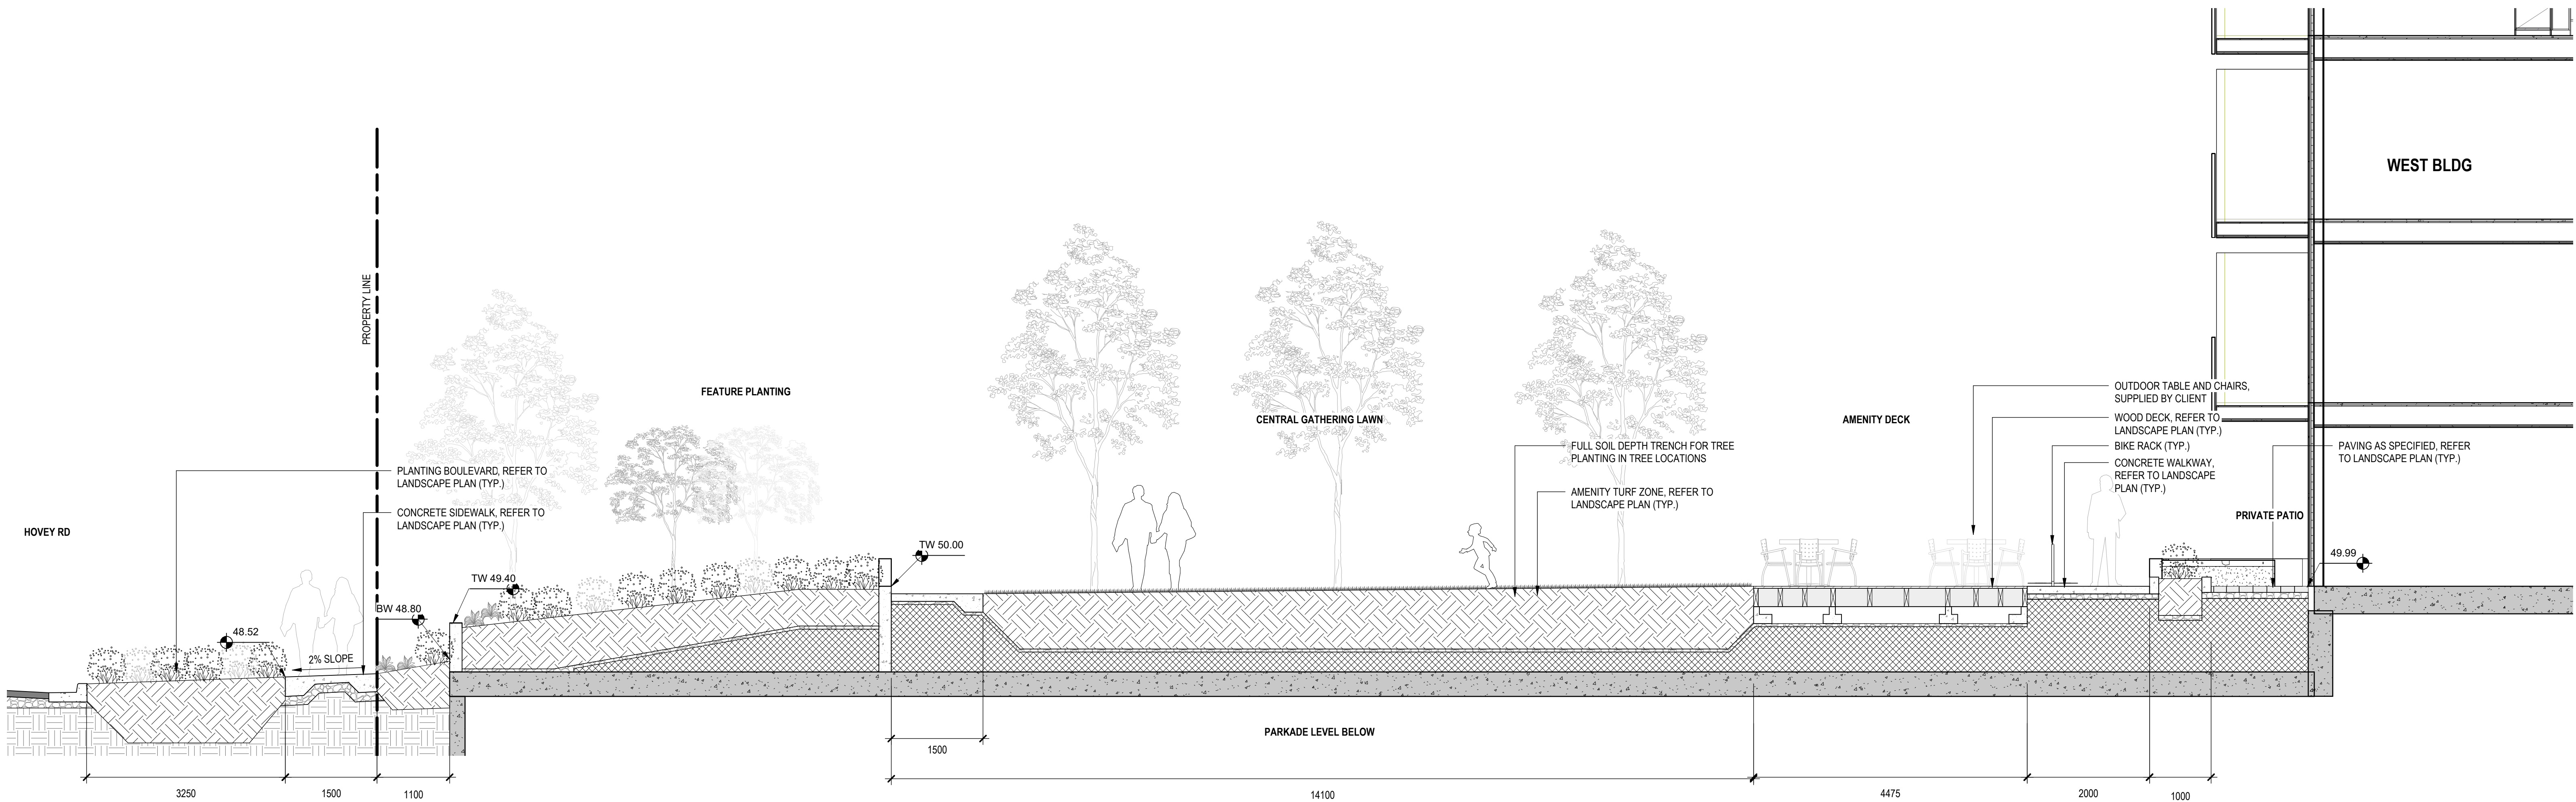 WEST BLDG
PROPERTY LINE
FEATURE PLANTING
CENTRAL GATHERING LAWN
AMENITY DECK
OUTDOOR TABLE AND CHAIRS,
SUPPLIED BY CLIENT
WOOD DECK, REFER TO
LANDSCAPE PLAN (TYP.)
BIKE RACK (TYP.)
CONCRETE WALKWAY,
REFER TO LANDSCAPE
PLAN (TYP.)
PAVING AS SPECIFIED, REFER
TO LANDSCAPE PLAN (TYP.)
FULL SOIL DEPTH TRENCH FOR TREE
PLANTING IN TREE LOCATIONS
AMENITY TURF ZONE, REFER TO
LANDSCAPE PLAN (TYP.)
PLANTING BOULEVARD, REFER TO
LANDSCAPE PLAN (TYP.)
CONCRETE SIDEWALK, REFER TO
LANDSCAPE PLAN (TYP.)
HOVEY RD
PRIVATE PATIO
TW 50.00
49.99
TW 49.40
BW 48.80
48.52
2% SLOPE
PARKADE LEVEL BELOW
1500
3250
1500
1100
14100
4475
2000
1000